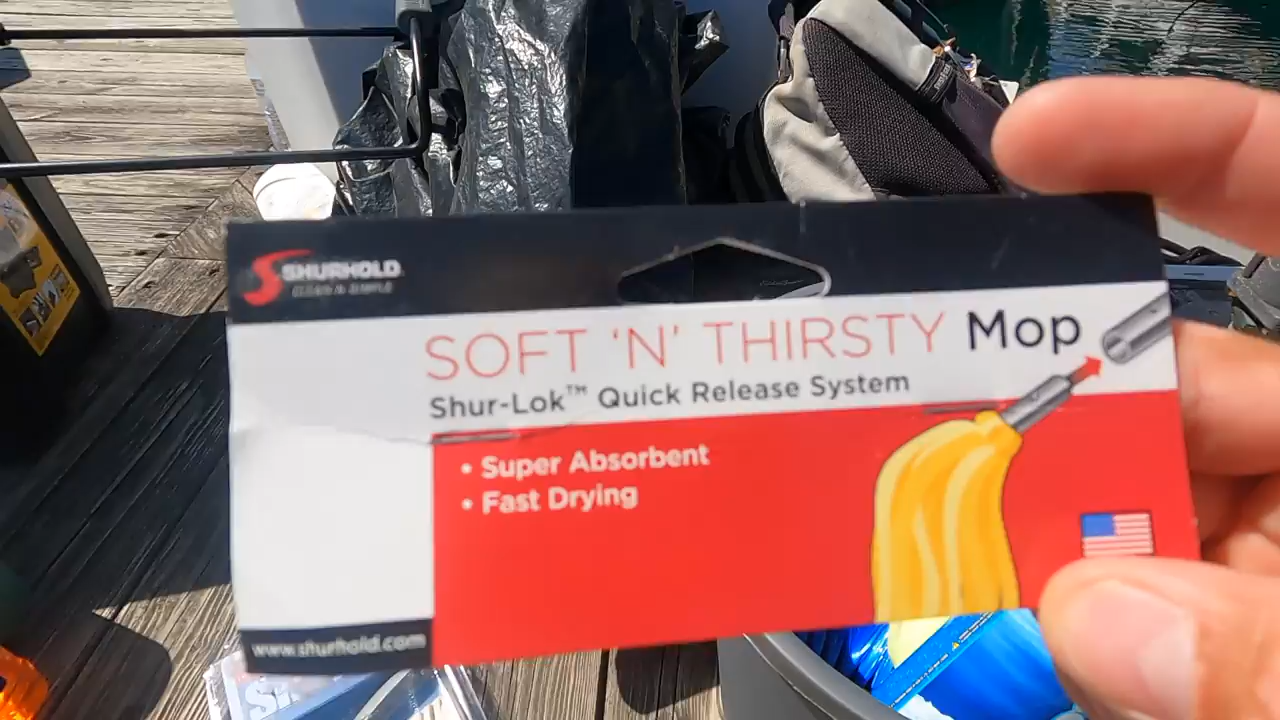 SHURHOLD
CLEAN & SIMPLE
SOFT 'N' THIRSTY Mop
Shur-Lok™ Quick Release System
• Super Absorbent
• Fast Drying
www.shurhold.com